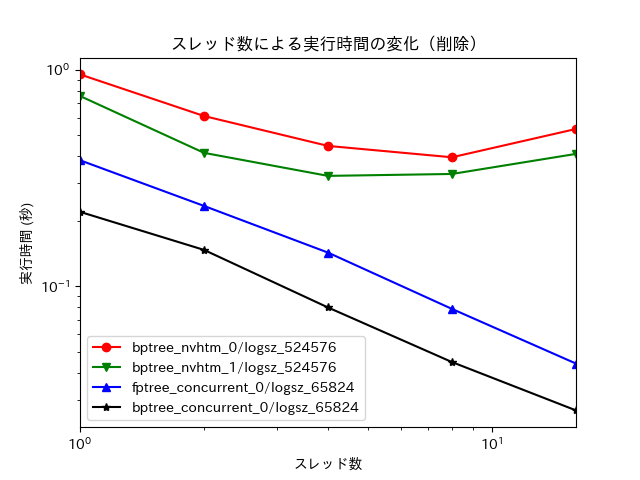 スレッド数による実行時間の変化（削除）
実行時間 (秒)
10⁰
10⁻¹
bptree_nvhtm_0/logsz_524576
bptree_nvhtm_1/logsz_524576
fptree_concurrent_0/logsz_65824
bptree_concurrent_0/logsz_65824
10⁰ 10¹
スレッド数